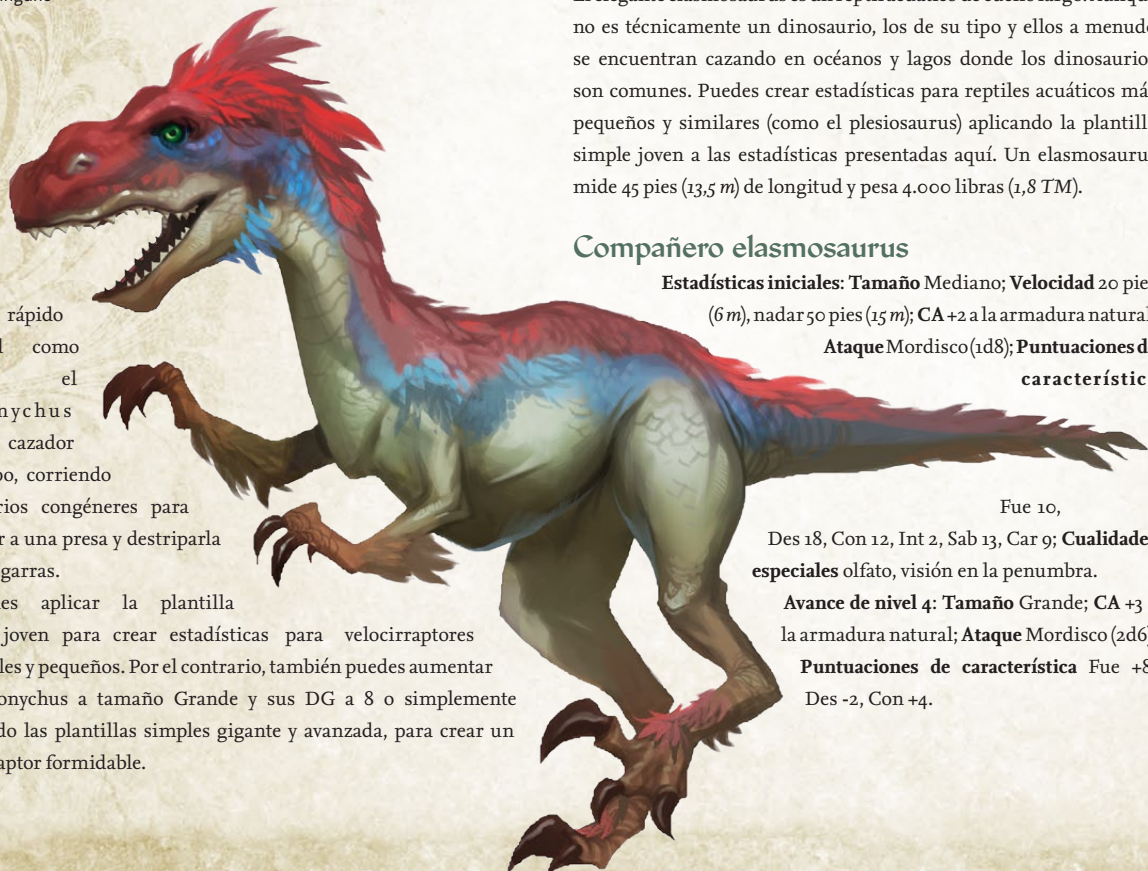 rápido
como
el
nychus
cazador
po, corriendo
rios congéneres para
r a una presa y destriparla
garras.
es aplicar la plantilla
joven para crear estadísticas para velocirraptores
les y pequeños. Por el contrario, también puedes aumentar
onychus a tamaño Grande y sus DG a 8 o simplemente
do las plantillas simples gigante y avanzada, para crear un
aptor formidable.
no es técnicamente un dinosaurio, los de su tipo y ellos a menud
se encuentran cazando en océanos y lagos donde los dinosaurio
son comunes. Puedes crear estadísticas para reptiles acuáticos má
pequeños y similares (como el plesiosaurus) aplicando la plantill
simple joven a las estadísticas presentadas aquí. Un elasmosauru
mide 45 pies (13,5 m) de longitud y pesa 4.000 libras (1,8 TM).
Compañero elasmosaurus
Estadísticas iniciales: Tamaño Mediano; Velocidad 20 pie
(6 m), nadar 50 pies (15 m); CA +2 a la armadura natural
Ataque Mordisco (1d8); Puntuaciones d
característic
Fue 10,
Des 18, Con 12, Int 2, Sab 13, Car 9; Cualidade
especiales olfato, visión en la penumbra.
Avance de nivel 4: Tamaño Grande; CA +3
la armadura natural; Ataque Mordisco (2d6)
Puntuaciones de característica Fue +8
Des -2, Con +4.